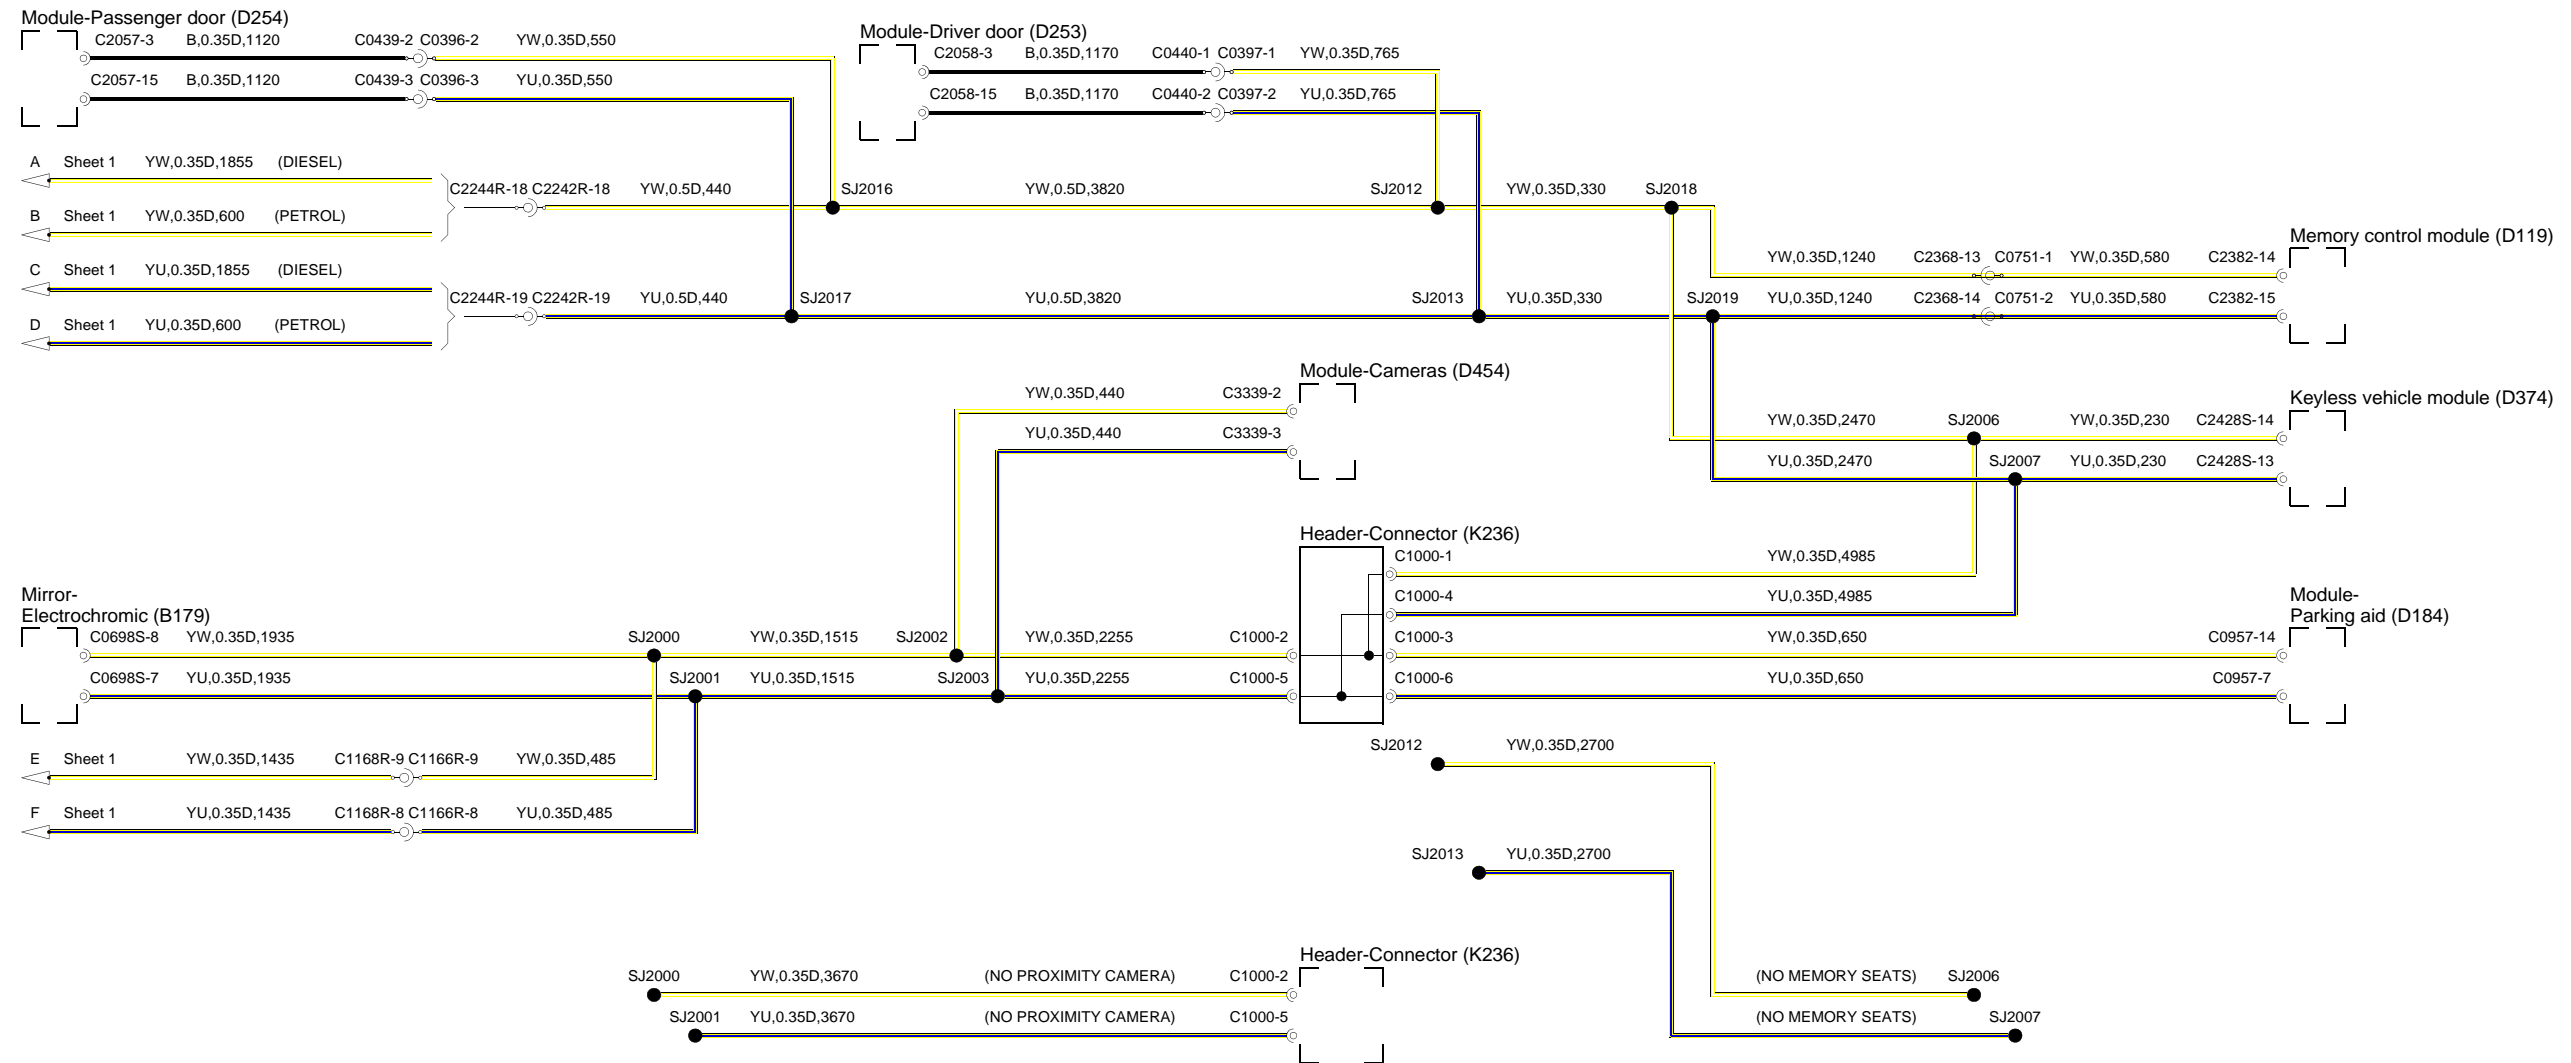 Module-Passenger door (D254)
C2057-3 B,0.35D,1120 C0439-2 C0396-2 YW,0.35D,550
C2057-15 B,0.35D,1120 C0439-3 C0396-3 YU,0.35D,550
Module-Driver door (D253)
C2058-3 B,0.35D,1170 C0440-1 C0397-1 YW,0.35D,765
C2058-15 B,0.35D,1170 C0440-2 C0397-2 YU,0.35D,765
A Sheet 1 YW,0.35D,1855 (DIESEL)
C2244R-18 C2242R-18 YW,0.5D,440 SJ2016 YW,0.5D,3820 SJ2012 YW,0.35D,330 SJ2018
B Sheet 1 YW,0.35D,600 (PETROL)
Memory control module (D119)
YW,0.35D,1240 C2368-13 C0751-1 YW,0.35D,580 C2382-14
C Sheet 1 YU,0.35D,1855 (DIESEL)
C2244R-19 C2242R-19 YU,0.5D,440 SJ2017 YU,0.5D,3820 SJ2013 YU,0.35D,330 SJ2019 YU,0.35D,1240 C2368-14 C0751-2 YU,0.35D,580 C2382-15
D Sheet 1 YU,0.35D,600 (PETROL)
Module-Cameras (D454)
YW,0.35D,440 C3339-2
YU,0.35D,440 C3339-3
Keyless vehicle module (D374)
YW,0.35D,2470 SJ2006 YW,0.35D,230 C2428S-14
YU,0.35D,2470 SJ2007 YU,0.35D,230 C2428S-13
Header-Connector (K236)
C1000-1 YW,0.35D,4985
C1000-4 YU,0.35D,4985
Mirror-
Electrochromic (B179)
Module-
Parking aid (D184)
C0698S-8 YW,0.35D,1935 SJ2000 YW,0.35D,1515 SJ2002 YW,0.35D,2255 C1000-2 C1000-3 YW,0.35D,650 C0957-14
C0698S-7 YU,0.35D,1935 SJ2001 YU,0.35D,1515 SJ2003 YU,0.35D,2255 C1000-5 C1000-6 YU,0.35D,650 C0957-7
E Sheet 1 YW,0.35D,1435 C1168R-9 C1166R-9 YW,0.35D,485
SJ2012 YW,0.35D,2700
F Sheet 1 YU,0.35D,1435 C1168R-8 C1166R-8 YU,0.35D,485
SJ2013 YU,0.35D,2700
Header-Connector (K236)
SJ2000 YW,0.35D,3670 (NO PROXIMITY CAMERA) C1000-2
(NO MEMORY SEATS) SJ2006
SJ2001 YU,0.35D,3670 (NO PROXIMITY CAMERA) C1000-5
(NO MEMORY SEATS) SJ2007